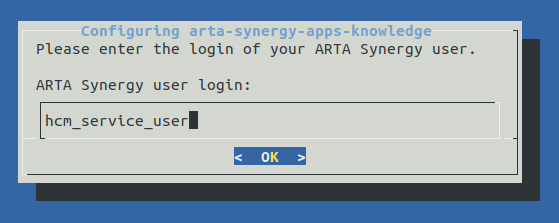 Configuring arta-synergy-apps-knowledge
Please enter the login of your ARTA Synergy user.
ARTA Synergy user login:
hcm_service_user
< OK >